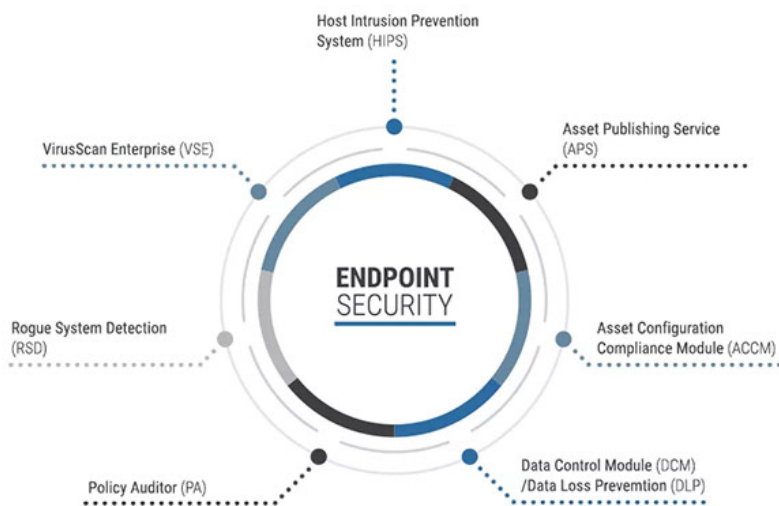 Host Intrusion Prevention
System (HIPS)
VirusScan Enterprise (VSE)
Asset Publishing Service
(APS)
ENDPOINT
SECURITY
Rogue System Detection
(RSD)
Asset Configuration
Compliance Module (ACCM)
Policy Auditor (PA)
Data Control Module (DCM)
/Data Loss Prevention (DLP)